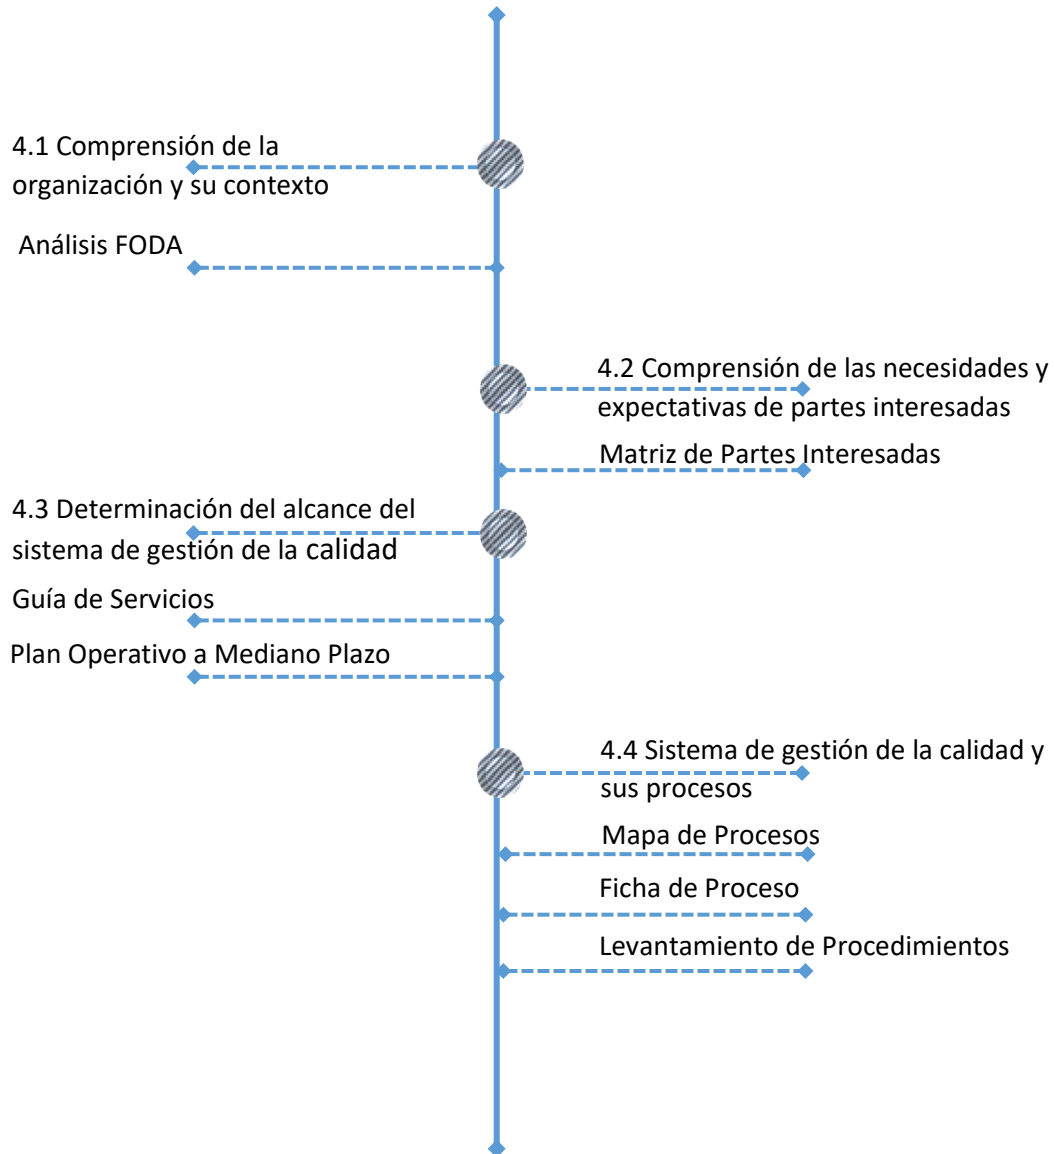 4.1 Comprensión de la
organización y su contexto
Análisis FODA
4.2 Comprensión de las necesidades y
expectativas de partes interesadas
Matriz de Partes Interesadas
4.3 Determinación del alcance del
sistema de gestión de la calidad
Guía de Servicios
Plan Operativo a Mediano Plazo
4.4 Sistema de gestión de la calidad y
sus procesos
Mapa de Procesos
Ficha de Proceso
Levantamiento de Procedimientos